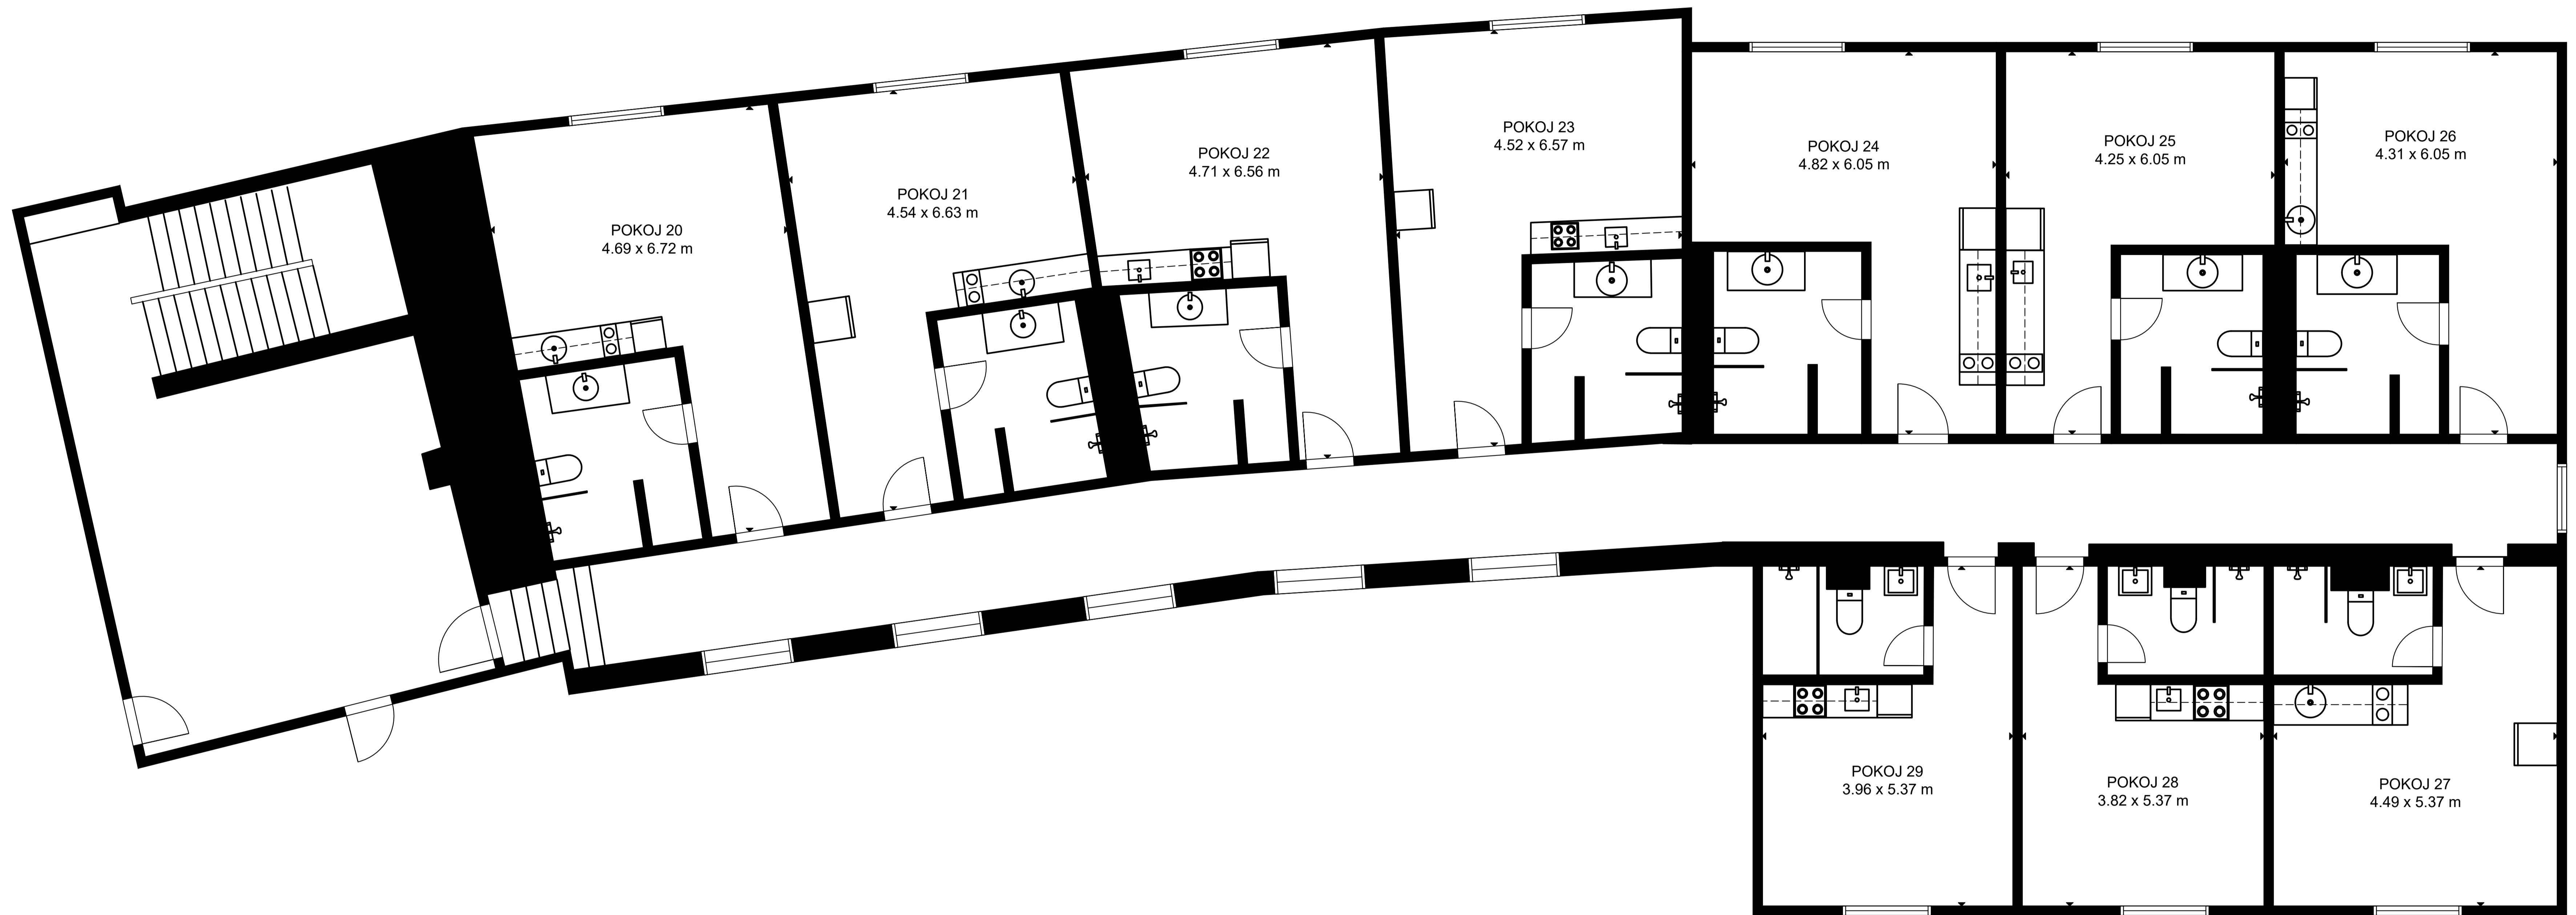 POKOJ 20
4.69 x 6.72 m
POKOJ 21
4.54 x 6.63 m
POKOJ 22
4.71 x 6.56 m
POKOJ 23
4.52 x 6.57 m
POKOJ 24
4.82 x 6.05 m
POKOJ 25
4.25 x 6.05 m
POKOJ 26
4.31 x 6.05 m
POKOJ 29
3.96 x 5.37 m
POKOJ 28
3.82 x 5.37 m
POKOJ 27
4.49 x 5.37 m